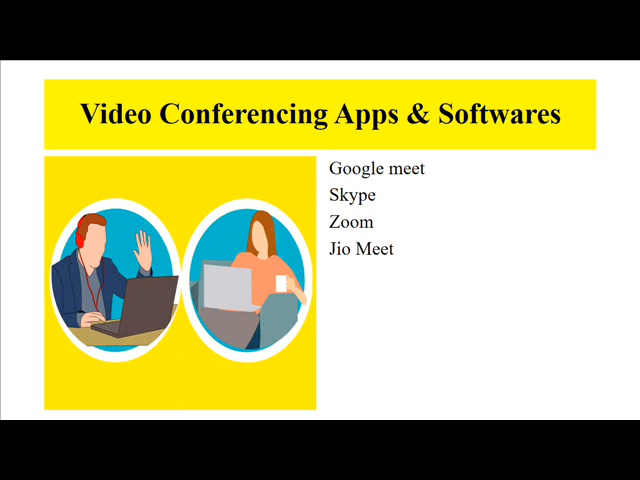 Video Conferencing Apps & Softwares
Google meet
Skype
Zoom
Jio Meet